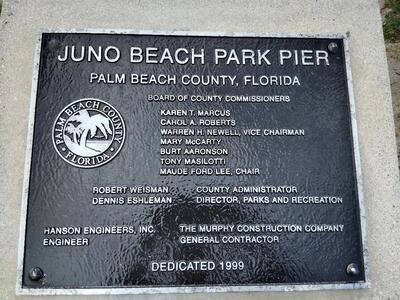 JUNO BEACH PARK PIER
PALM BEACH COUNTY, FLORIDA
BOARD OF COUNTY COMMISSIONERS
PALM BEACH COUNTY
FLORIDA
KAREN T. MARCUS
CAROL A. ROBERTS
WARREN H. NEWELL, VICE CHAIRMAN
MARY McCARTY
BURT AARONSON
TONY MASILOTTI
MAUDE FORD LEE, CHAIR
ROBERT WEISMAN COUNTY ADMINISTRATOR
DENNIS ESHLEMAN DIRECTOR, PARKS AND RECREATION
HANSON ENGINEERS, INC. THE MURPHY CONSTRUCTION COMPANY
ENGINEER GENERAL CONTRACTOR
DEDICATED 1999